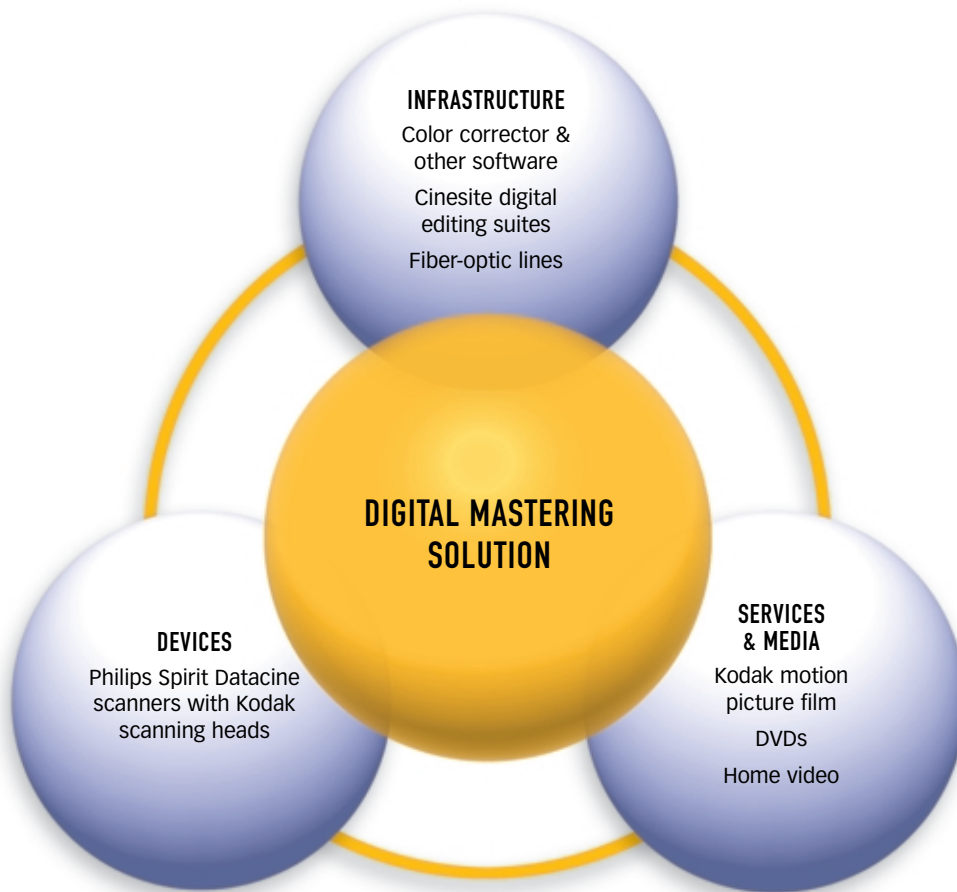 INFRASTRUCTURE
Color corrector &
other software
Cinesite digital
editing suites
Fiber-optic lines
DIGITAL MASTERING
SOLUTION
DEVICES
Philips Spirit Datacine
scanners with Kodak
scanning heads
SERVICES
& MEDIA
Kodak motion
picture film
DVDs
Home video